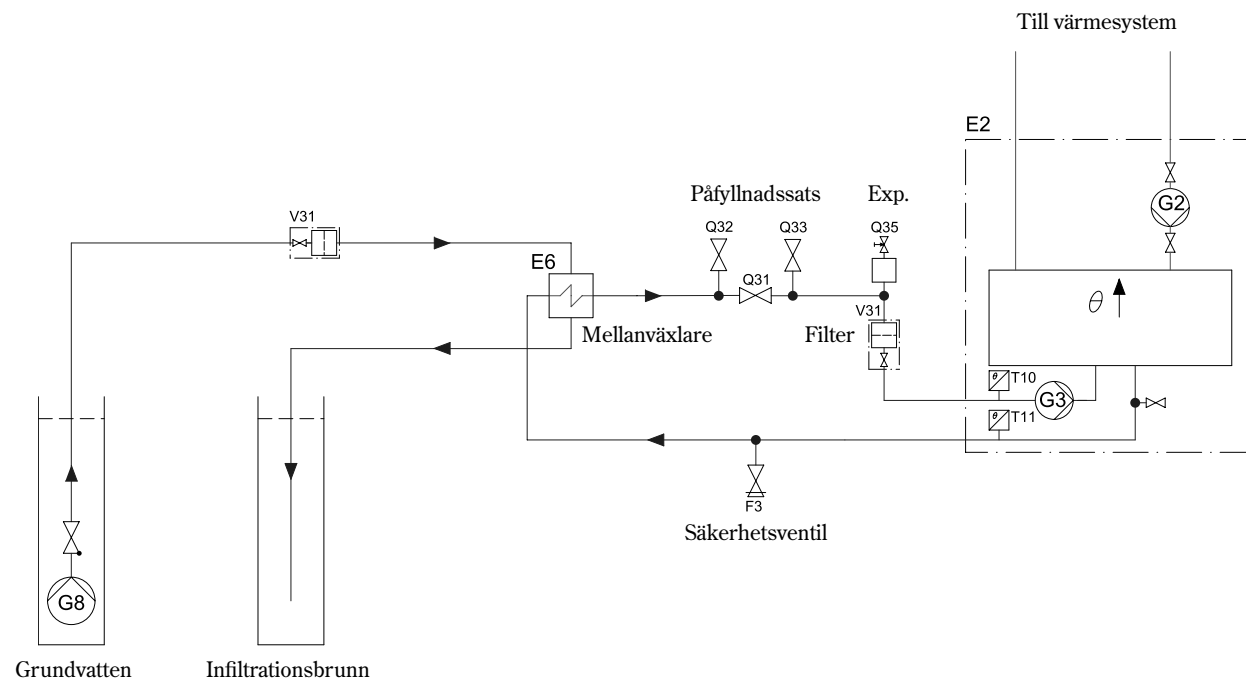 Till värmesystem
E2
Påfyllnadssats
Exp.
G2
V31
Q32
Q33
Q35
E6
Q31
θ
Mellanväxlare
Filter
V31
θ
T10
G3
θ
T11
F3
Säkerhetsventil
G8
Grundvatten
Infiltrationsbrunn